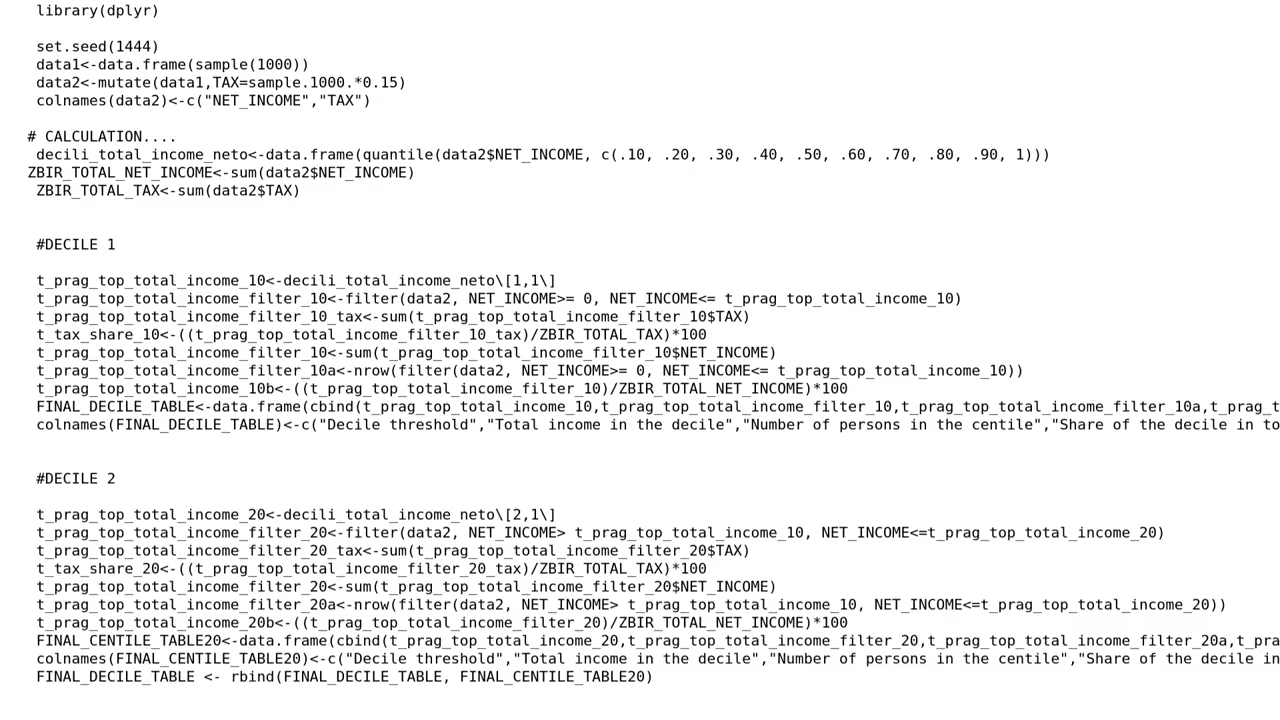 library(dplyr)
set.seed(1444)
data1<-data.frame(sample(1000))
data2<-mutate(data1,TAX=sample.1000.*0.15)
colnames(data2)<-c("NET_INCOME","TAX")
# CALCULATION....
decili_total_income_neto<-data.frame(quantile(data2$NET_INCOME, c(.10, .20, .30, .40, .50, .60, .70, .80, .90, 1)))
ZBIR_TOTAL_NET_INCOME<-sum(data2$NET_INCOME)
ZBIR_TOTAL_TAX<-sum(data2$TAX)
#DECILE 1
t_prag_top_total_income_10<-decili_total_income_neto\[1,1\]
t_prag_top_total_income_filter_10<-filter(data2, NET_INCOME>= 0, NET_INCOME<= t_prag_top_total_income_10)
t_prag_top_total_income_filter_10_tax<-sum(t_prag_top_total_income_filter_10$TAX)
t_tax_share_10<-((t_prag_top_total_income_filter_10_tax)/ZBIR_TOTAL_TAX)*100
t_prag_top_total_income_filter_10<-sum(t_prag_top_total_income_filter_10$NET_INCOME)
t_prag_top_total_income_filter_10a<-nrow(filter(data2, NET_INCOME>= 0, NET_INCOME<= t_prag_top_total_income_10))
t_prag_top_total_income_10b<-((t_prag_top_total_income_filter_10)/ZBIR_TOTAL_NET_INCOME)*100
FINAL_DECILE_TABLE<-data.frame(cbind(t_prag_top_total_income_10,t_prag_top_total_income_filter_10,t_prag_top_total_income_filter_10a,t_prag_t
colnames(FINAL_DECILE_TABLE)<-c("Decile threshold","Total income in the decile","Number of persons in the centile","Share of the decile in to
#DECILE 2
t_prag_top_total_income_20<-decili_total_income_neto\[2,1\]
t_prag_top_total_income_filter_20<-filter(data2, NET_INCOME> t_prag_top_total_income_10, NET_INCOME<=t_prag_top_total_income_20)
t_prag_top_total_income_filter_20_tax<-sum(t_prag_top_total_income_filter_20$TAX)
t_tax_share_20<-((t_prag_top_total_income_filter_20_tax)/ZBIR_TOTAL_TAX)*100
t_prag_top_total_income_filter_20<-sum(t_prag_top_total_income_filter_20$NET_INCOME)
t_prag_top_total_income_filter_20a<-nrow(filter(data2, NET_INCOME> t_prag_top_total_income_10, NET_INCOME<=t_prag_top_total_income_20))
t_prag_top_total_income_20b<-((t_prag_top_total_income_filter_20)/ZBIR_TOTAL_NET_INCOME)*100
FINAL_CENTILE_TABLE20<-data.frame(cbind(t_prag_top_total_income_20,t_prag_top_total_income_filter_20,t_prag_top_total_income_filter_20a,t_pra
colnames(FINAL_CENTILE_TABLE20)<-c("Decile threshold","Total income in the decile","Number of persons in the centile","Share of the decile in
FINAL_DECILE_TABLE <- rbind(FINAL_DECILE_TABLE, FINAL_CENTILE_TABLE20)